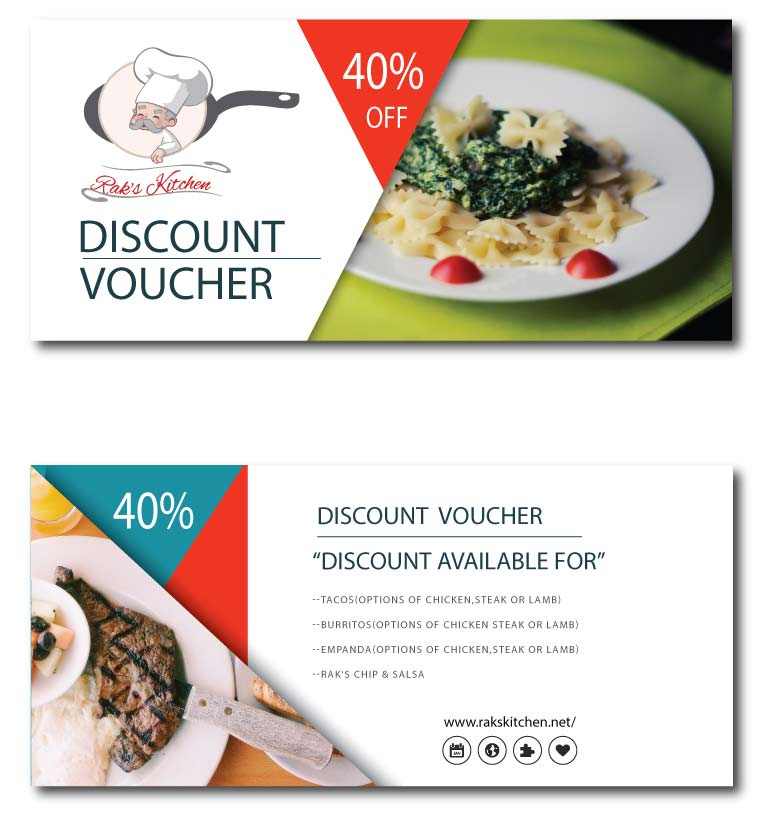 40%
OFF
Rak's Kitchen
DISCOUNT
VOUCHER
40%
DISCOUNT VOUCHER
“DISCOUNT AVAILABLE FOR”
--TACOS(OPTIONS OF CHICKEN,STEAK OR LAMB)
--BURRITOS(OPTIONS OF CHICKEN STEAK OR LAMB)
--EMPANDA(OPTIONS OF CHICKEN,STEAK OR LAMB)
--RAK'S CHIP & SALSA
www.rakskitchen.net/